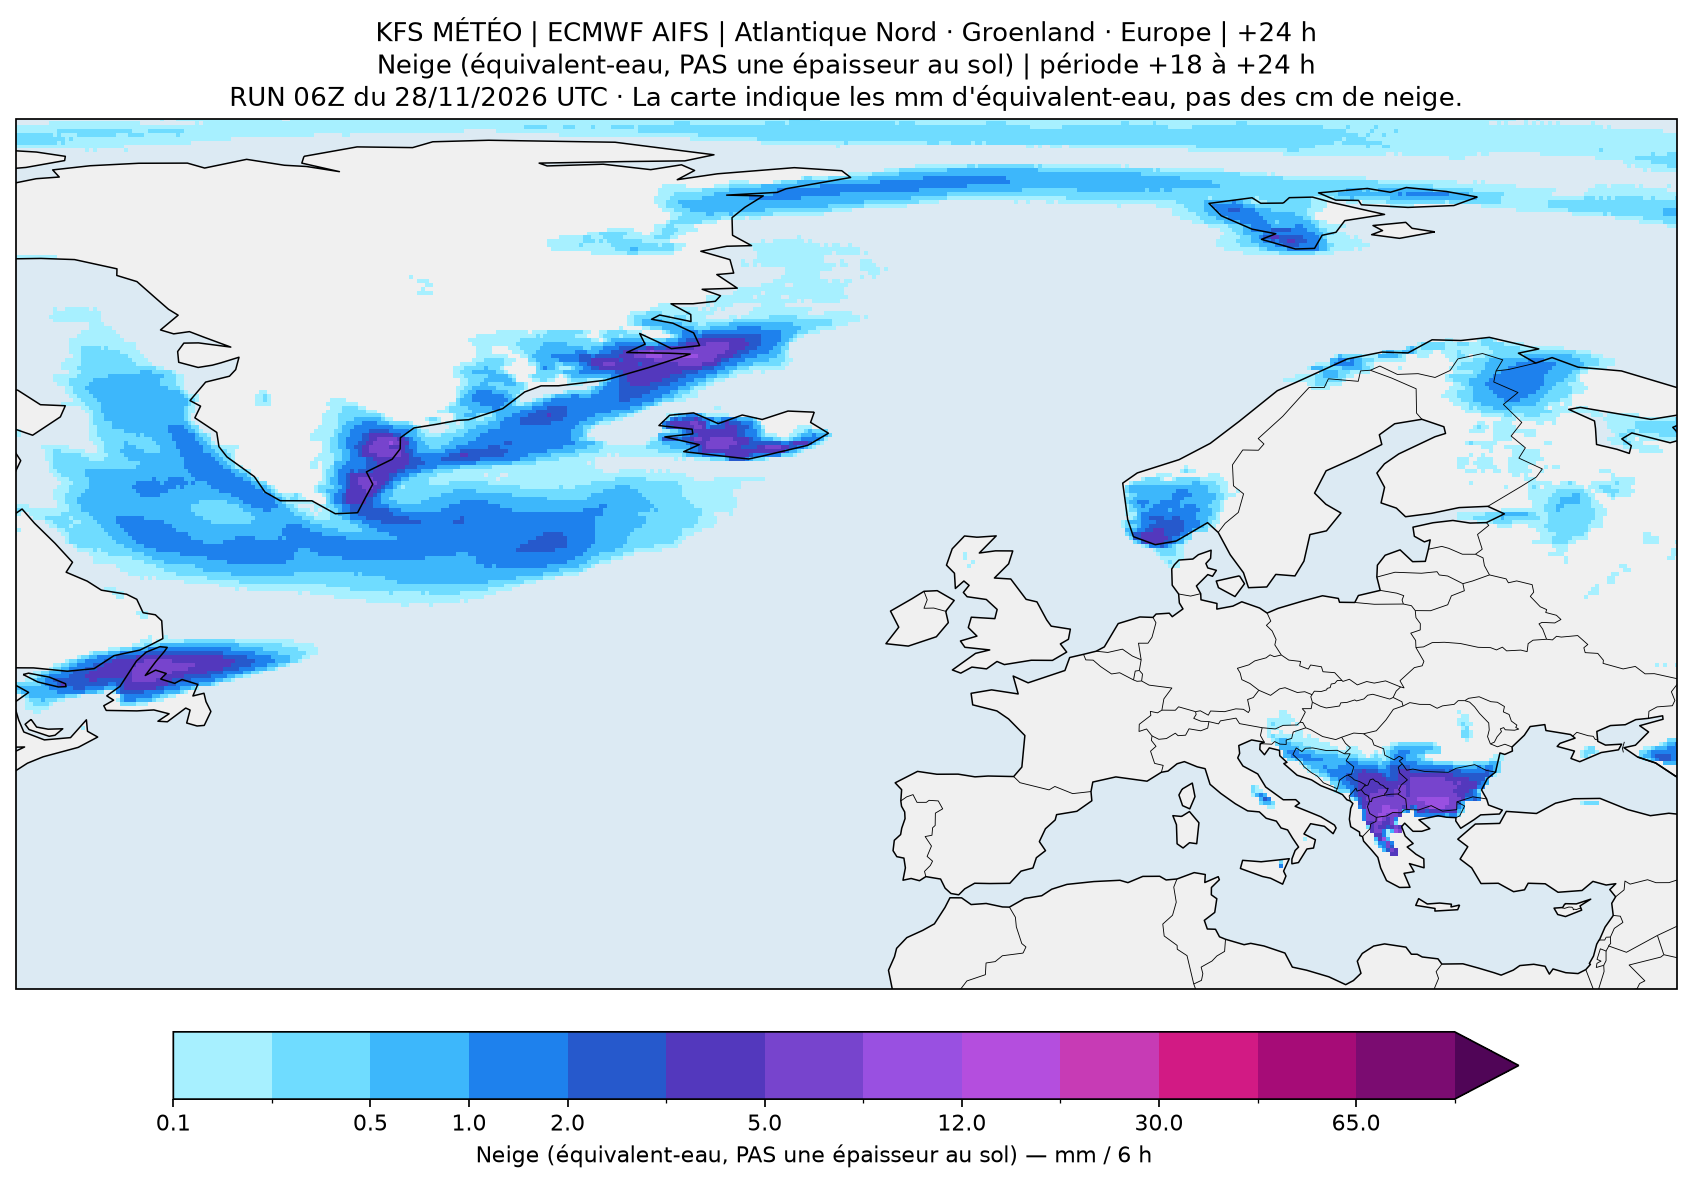 KFS MÉTÉO | ECMWF AIFS | Atlantique Nord · Groenland · Europe | +24 h
Neige (équivalent-eau, PAS une épaisseur au sol) | période +18 à +24 h
RUN 06Z du 28/11/2026 UTC · La carte indique les mm d'équivalent-eau, pas des cm de neige.
0.1 0.5 1.0 2.0 5.0 12.0 30.0 65.0
Neige (équivalent-eau, PAS une épaisseur au sol) — mm / 6 h